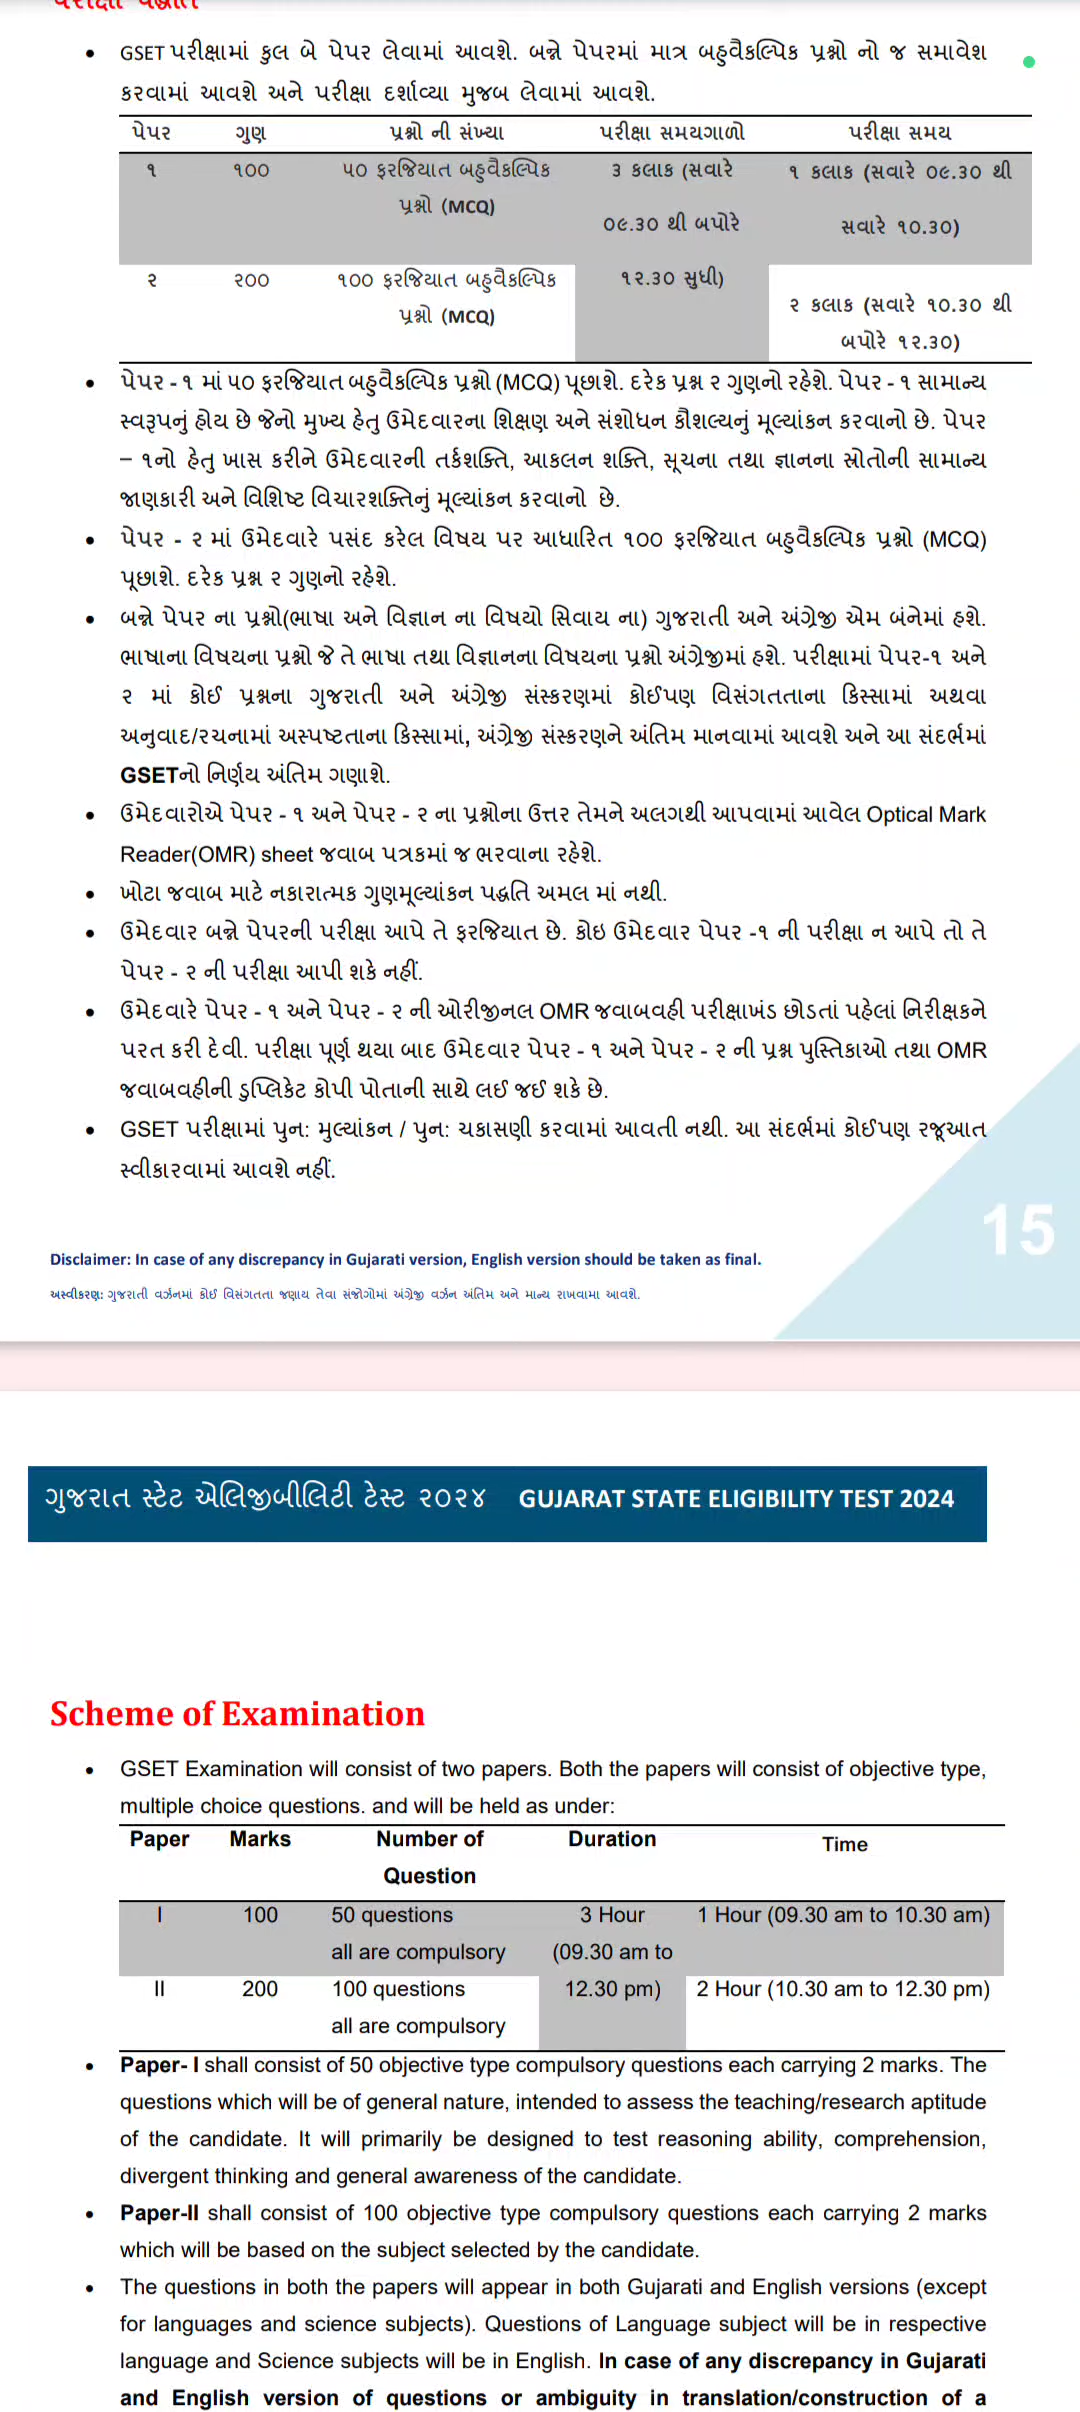 પરીક્ષા પદ્ધતિ
• GSET પરીક્ષામાં કુલ બે પેપર લેવામાં આવશે. બન્ને પેપરમાં માત્ર બહુવૈકલ્પિક પ્રશ્નો નો જ સમાવેશ
કરવામાં આવશે અને પરીક્ષા દર્શાવ્યા મુજબ લેવામાં આવશે.
પેપર ગુણ પ્રશ્નો ની સંખ્યા પરીક્ષા સમયગાળો પરીક્ષા સમય
૧ ૧૦૦ ૫૦ ફરજિયાત બહુવૈકલ્પિક ૩ કલાક (સવારે ૧ કલાક (સવારે ૦૯.૩૦ થી
પ્રશ્નો (MCQ)
૦૯.૩૦ થી બપોરે સવારે ૧૦.૩૦)
૨ ૨૦૦ ૧૦૦ ફરજિયાત બહુવૈકલ્પિક ૧૨.૩૦ સુધી)
પ્રશ્નો (MCQ) ૨ કલાક (સવારે ૧૦.૩૦ થી
બપોરે ૧૨.૩૦)
• પેપર - ૧ માં ૫૦ ફરજિયાત બહુવૈકલ્પિક પ્રશ્નો (MCQ) પૂછાશે. દરેક પ્રશ્ન ૨ ગુણનો રહેશે. પેપર - ૧ સામાન્ય
સ્વરૂપનું હોય છે જેનો મુખ્ય હેતુ ઉમેદવારના શિક્ષણ અને સંશોધન કૌશલ્યનું મૂલ્યાંકન કરવાનો છે. પેપર
– ૧નો હેતુ ખાસ કરીને ઉમેદવારની તર્કશક્તિ, આકલન શક્તિ, સૂચના તથા જ્ઞાનના સ્રોતોની સામાન્ય
જાણકારી અને વિશિષ્ટ વિચારશક્તિનું મૂલ્યાંકન કરવાનો છે.
• પેપર - ૨ માં ઉમેદવારે પસંદ કરેલ વિષય પર આધારિત ૧૦૦ ફરજિયાત બહુવૈકલ્પિક પ્રશ્નો (MCQ)
પૂછાશે. દરેક પ્રશ્ન ૨ ગુણનો રહેશે.
• બન્ને પેપર ના પ્રશ્નો(ભાષા અને વિજ્ઞાન ના વિષયો સિવાય ના) ગુજરાતી અને અંગ્રેજી એમ બંનેમાં હશે.
ભાષાના વિષયના પ્રશ્નો જે તે ભાષા તથા વિજ્ઞાનના વિષયના પ્રશ્નો અંગ્રેજીમાં હશે. પરીક્ષામાં પેપર-૧ અને
૨ માં કોઈ પ્રશ્નના ગુજરાતી અને અંગ્રેજી સંસ્કરણમાં કોઈપણ વિસંગતતાના કિસ્સામાં અથવા
અનુવાદ/રચનામાં અસ્પષ્ટતાના કિસ્સામાં, અંગ્રેજી સંસ્કરણને અંતિમ માનવામાં આવશે અને આ સંદર્ભમાં
GSETનો નિર્ણય અંતિમ ગણાશે.
• ઉમેદવારોએ પેપર - ૧ અને પેપર - ૨ ના પ્રશ્નોના ઉત્તર તેમને અલગથી આપવામાં આવેલ Optical Mark
Reader(OMR) sheet જવાબ પત્રકમાં જ ભરવાના રહેશે.
• ખોટા જવાબ માટે નકારાત્મક ગુણમૂલ્યાંકન પદ્ધતિ અમલ માં નથી.
• ઉમેદવાર બન્ને પેપરની પરીક્ષા આપે તે ફરજિયાત છે. કોઇ ઉમેદવાર પેપર -૧ ની પરીક્ષા ન આપે તો તે
પેપર - ૨ ની પરીક્ષા આપી શકે નહીં.
• ઉમેદવારે પેપર - ૧ અને પેપર - ૨ ની ઓરીજીનલ OMR જવાબવહી પરીક્ષાખંડ છોડતાં પહેલાં નિરીક્ષકને
પરત કરી દેવી. પરીક્ષા પૂર્ણ થયા બાદ ઉમેદવાર પેપર - ૧ અને પેપર - ૨ ની પ્રશ્ન પુસ્તિકાઓ તથા OMR
જવાબવહીની ડુપ્લિકેટ કોપી પોતાની સાથે લઈ જઈ શકે છે.
• GSET પરીક્ષામાં પુન: મુલ્યાંકન / પુન: ચકાસણી કરવામાં આવતી નથી. આ સંદર્ભમાં કોઈપણ રજૂઆત
સ્વીકારવામાં આવશે નહીં.
15
Disclaimer: In case of any discrepancy in Gujarati version, English version should be taken as final.
અસ્વીકરણ: ગુજરાતી વર્ઝનમાં કોઈ વિસંગતતા જણાય તેવા સંજોગોમાં અંગ્રેજી વર્ઝન અંતિમ અને માન્ય રાખવામા આવશે.
ગુજરાત સ્ટેટ એલિજીબીલિટી ટેસ્ટ ૨૦૨૪ GUJARAT STATE ELIGIBILITY TEST 2024
Scheme of Examination
• GSET Examination will consist of two papers. Both the papers will consist of objective type,
multiple choice questions. and will be held as under:
Paper Marks Number of Duration Time
Question
I 100 50 questions 3 Hour 1 Hour (09.30 am to 10.30 am)
all are compulsory (09.30 am to
II 200 100 questions 12.30 pm) 2 Hour (10.30 am to 12.30 pm)
all are compulsory
• Paper- I shall consist of 50 objective type compulsory questions each carrying 2 marks. The
questions which will be of general nature, intended to assess the teaching/research aptitude
of the candidate. It will primarily be designed to test reasoning ability, comprehension,
divergent thinking and general awareness of the candidate.
• Paper-II shall consist of 100 objective type compulsory questions each carrying 2 marks
which will be based on the subject selected by the candidate.
• The questions in both the papers will appear in both Gujarati and English versions (except
for languages and science subjects). Questions of Language subject will be in respective
language and Science subjects will be in English. In case of any discrepancy in Gujarati
and English version of questions or ambiguity in translation/construction of a